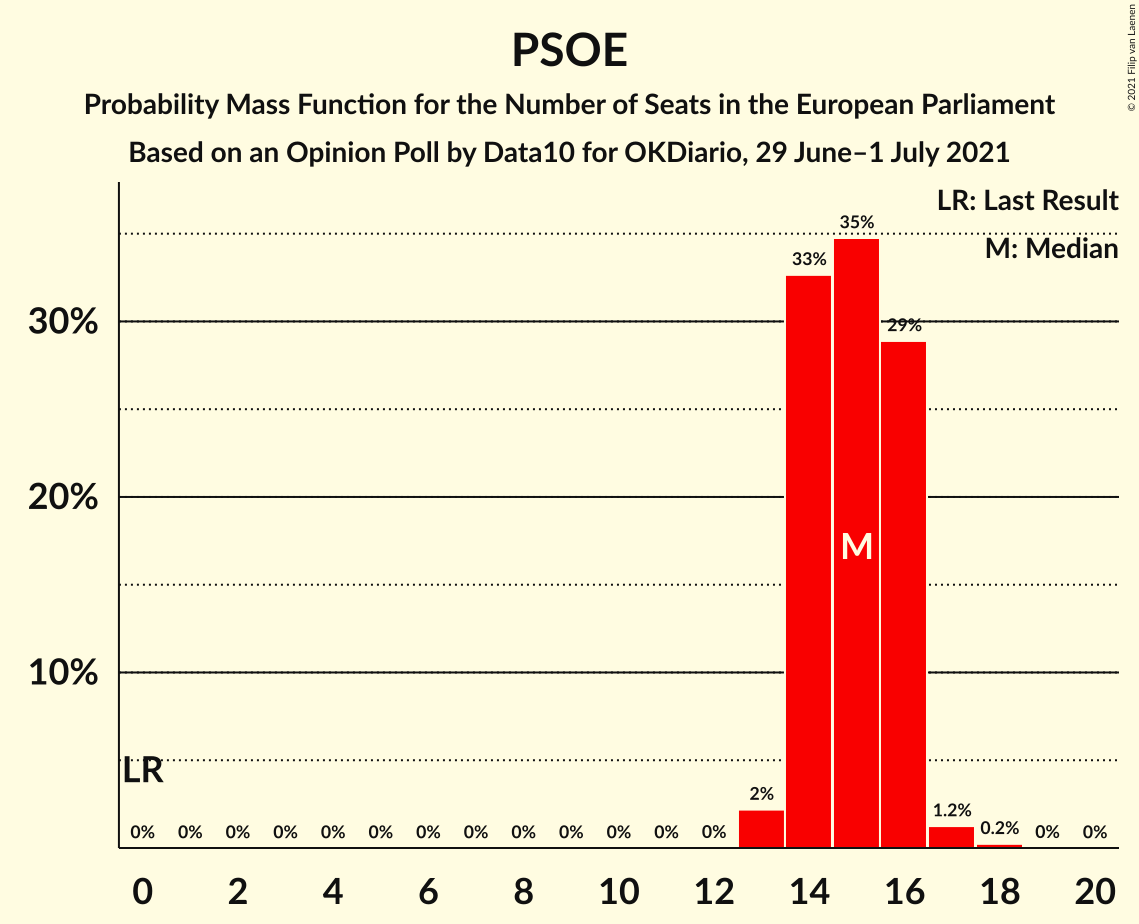 PSOE
Probability Mass Function for the Number of Seats in the European Parliament
Based on an Opinion Poll by Data10 for OKDiario, 29 June–1 July 2021
© 2021 Filip van Laenen
LR: Last Result
M: Median
35%
33%
30%
29%
20%
M
10%
LR
2%
1.2%
0.2%
0% 0% 0% 0% 0% 0% 0% 0% 0% 0% 0% 0% 0% 0% 0%
0 2 4 6 8 10 12 14 16 18 20